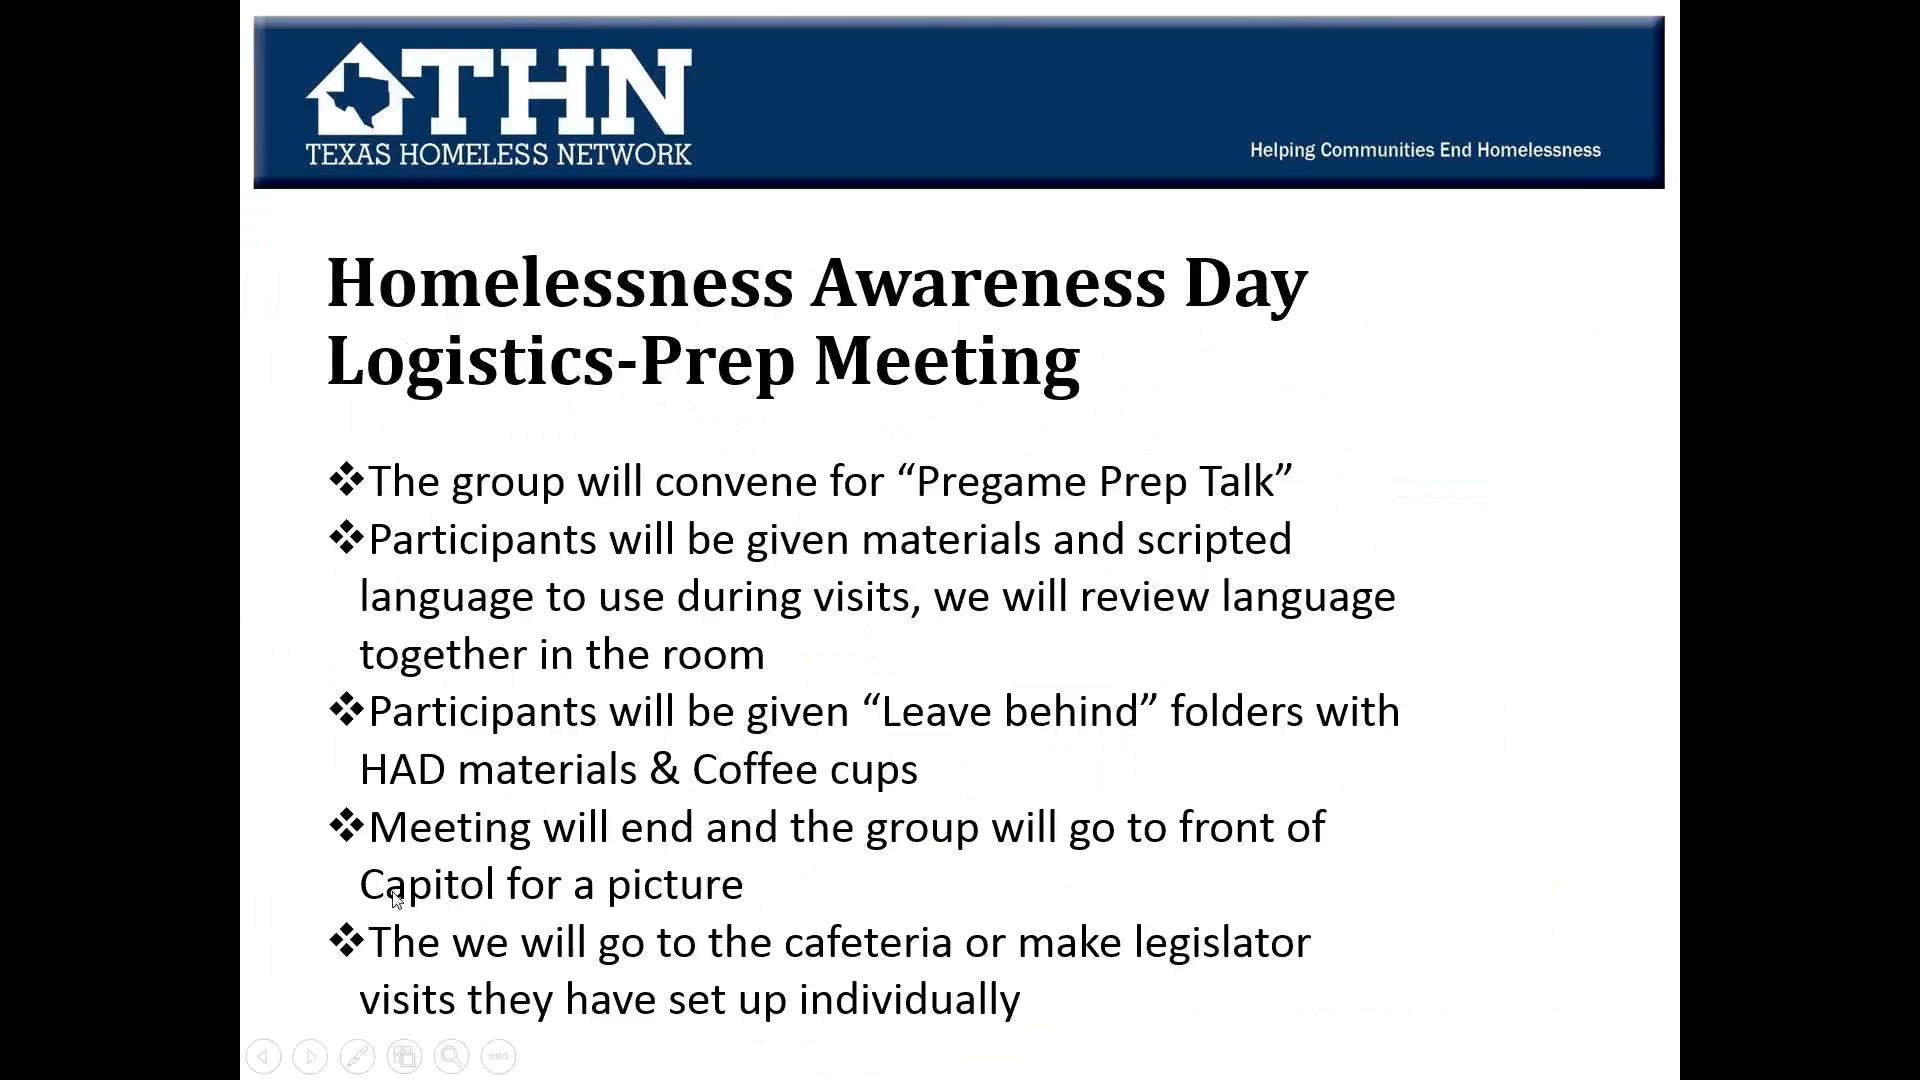 THN
TEXAS HOMELESS NETWORK
Helping Communities End Homelessness
Homelessness Awareness Day
Logistics-Prep Meeting
❖The group will convene for “Pregame Prep Talk”
❖Participants will be given materials and scripted
language to use during visits, we will review language
together in the room
❖Participants will be given “Leave behind” folders with
HAD materials & Coffee cups
❖Meeting will end and the group will go to front of
Capitol for a picture
❖The we will go to the cafeteria or make legislator
visits they have set up individually